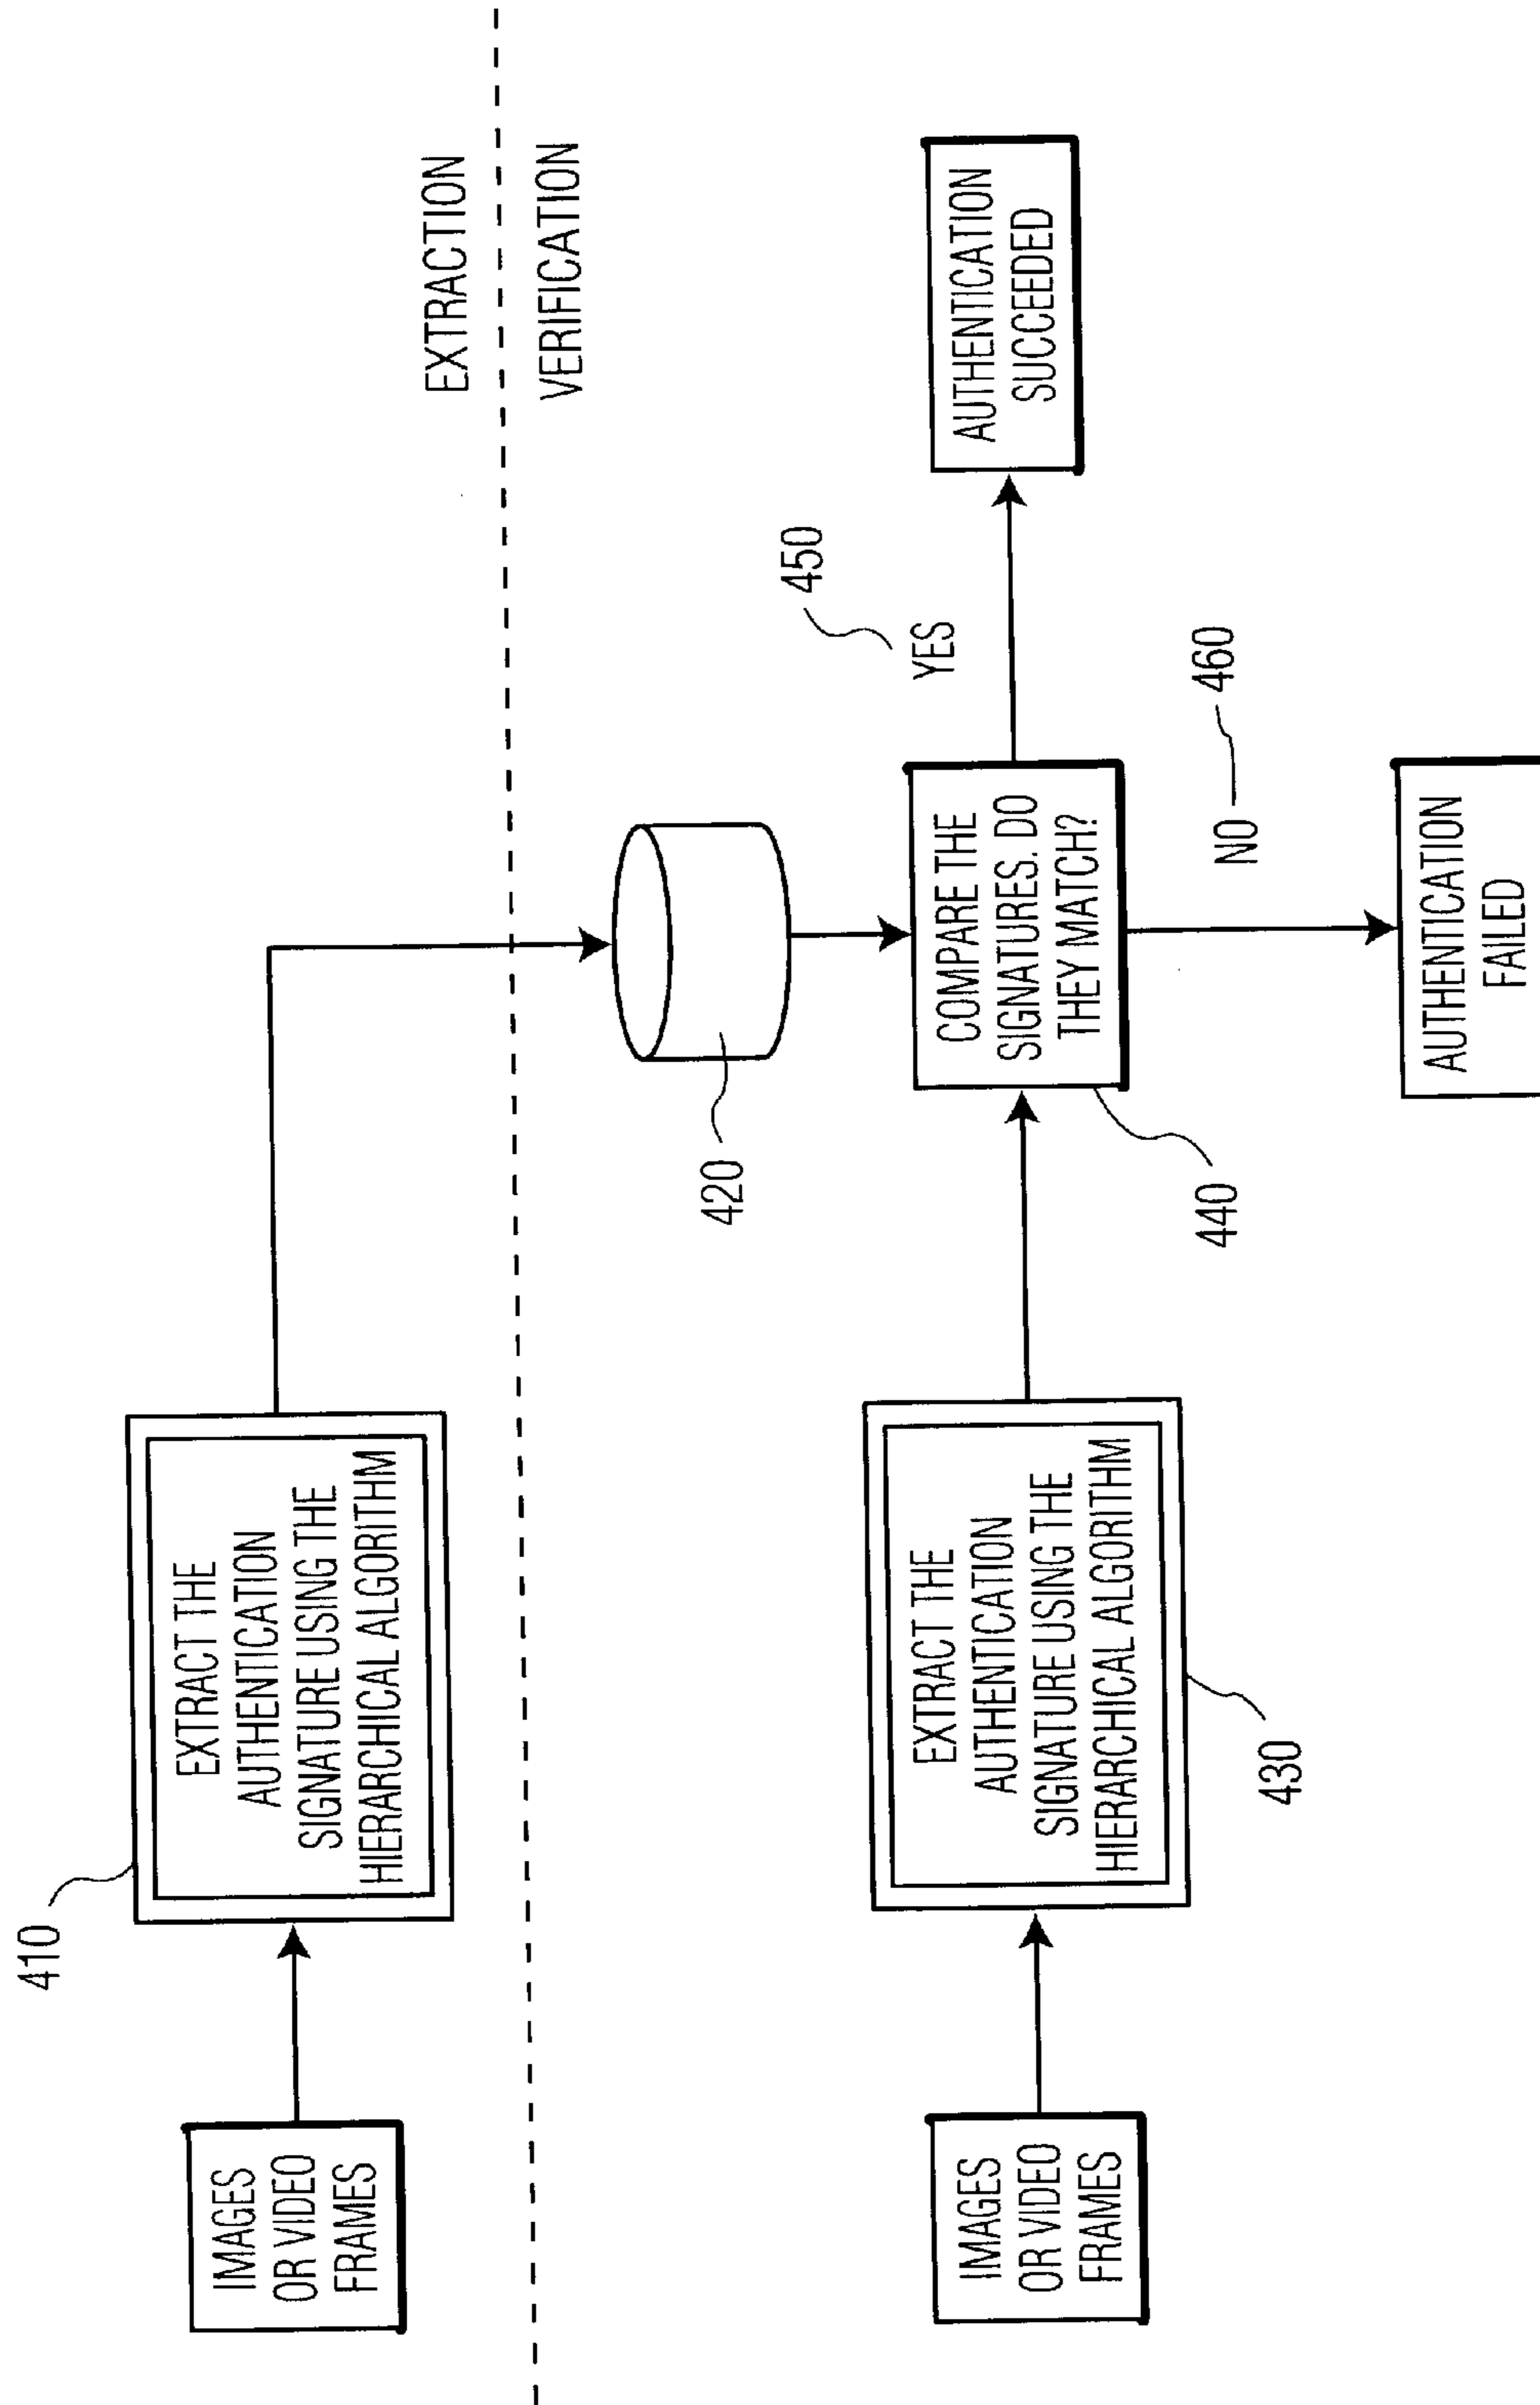 410
IMAGES
OR VIDEO
FRAMES
EXTRACT THE
AUTHENTICATION
SIGNATURE USING THE
HIERARCHICAL ALGORITHM
EXTRACTION
VERIFICATION
420
IMAGES
OR VIDEO
FRAMES
EXTRACT THE
AUTHENTICATION
SIGNATURE USING THE
HIERARCHICAL ALGORITHM
430
COMPARE THE
SIGNATURES. DO
THEY MATCH?
440
450
YES
AUTHENTICATION
SUCCEEDED
NO
460
AUTHENTICATION
FAILED